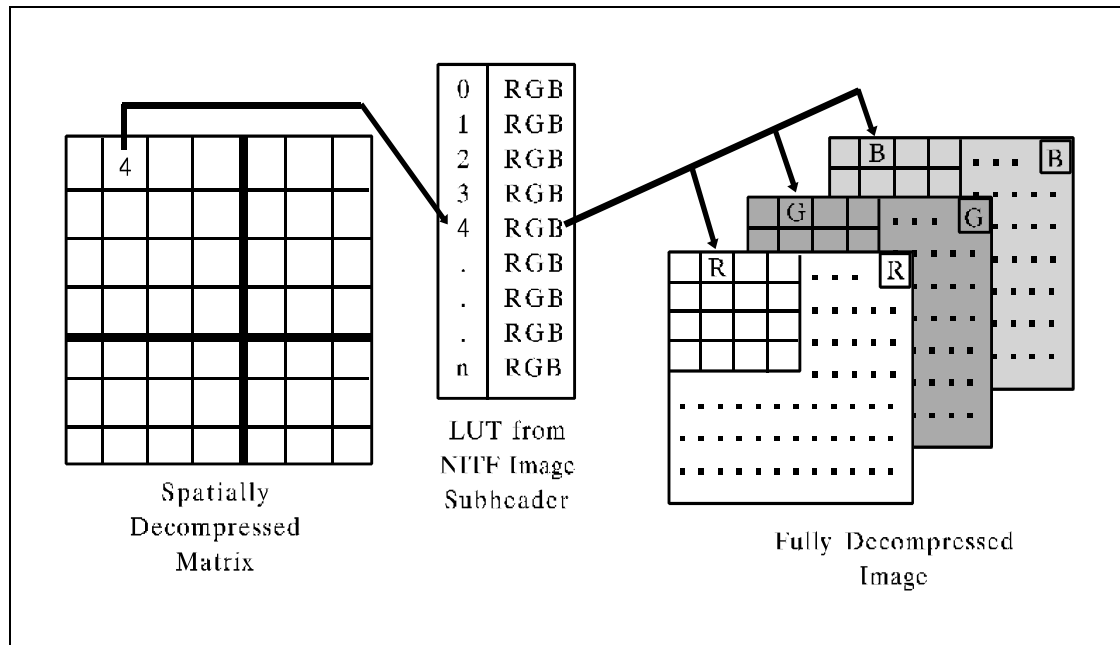 4
0 RGB
1 RGB
2 RGB
3 RGB
4 RGB
. RGB
. RGB
. RGB
n RGB
B B
G G
R R
LUT from
NITF Image
Subheader
Spatially
Decompressed
Matrix
Fully Decompressed
Image